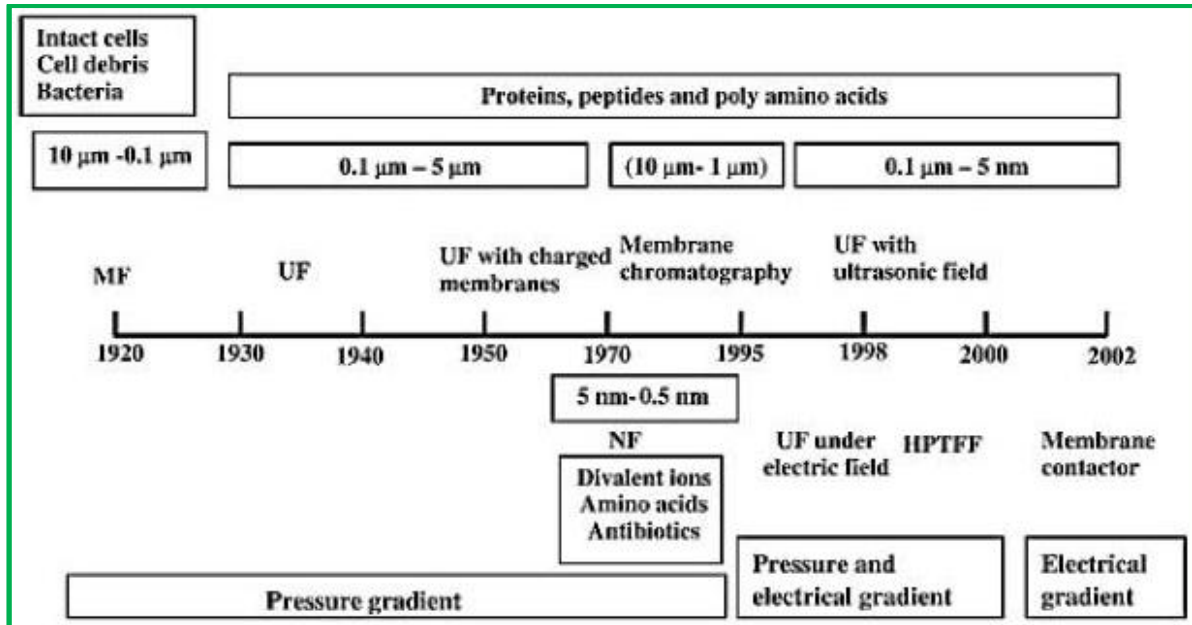 Intact cells
Cell debris
Bacteria
Proteins, peptides and poly amino acids
10 μm -0.1 μm
0.1 μm – 5 μm
(10 μm- 1 μm)
0.1 μm – 5 nm
MF
UF
UF with charged
membranes
Membrane
chromatography
UF with
ultrasonic field
1920
1930
1940
1950
1970
1995
1998
2000
2002
5 nm- 0.5 nm
NF
Divalent ions
Amino acids
Antibiotics
UF under
electric field
HPTFF
Membrane
contactor
Pressure gradient
Pressure and
electrical gradient
Electrical
gradient